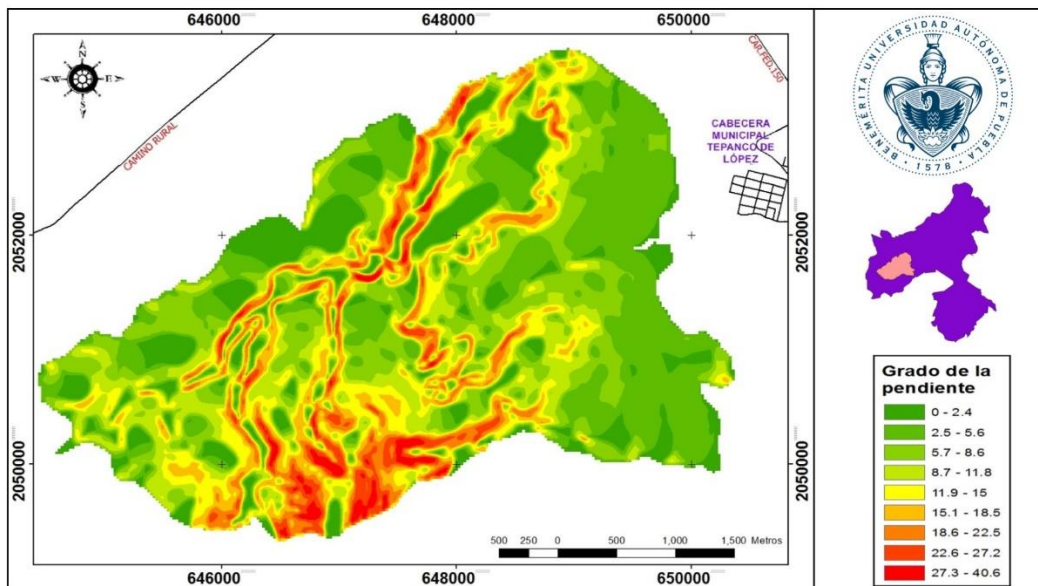 646000 648000 650000
N
W E
S
CAMINO RURAL
CAR.FED.150
CABECERA
MUNICIPAL
TEPANCO DE
LÓPEZ
2052000
2052000
2050000
2050000
500 250 0 500 1,000 1,500 Metros
646000 648000 650000
BENEMÉRITA UNIVERSIDAD AUTÓNOMA DE PUEBLA
• 1578 •
Grado de la
pendiente
0 - 2.4
2.5 - 5.6
5.7 - 8.6
8.7 - 11.8
11.9 - 15
15.1 - 18.5
18.6 - 22.5
22.6 - 27.2
27.3 - 40.6